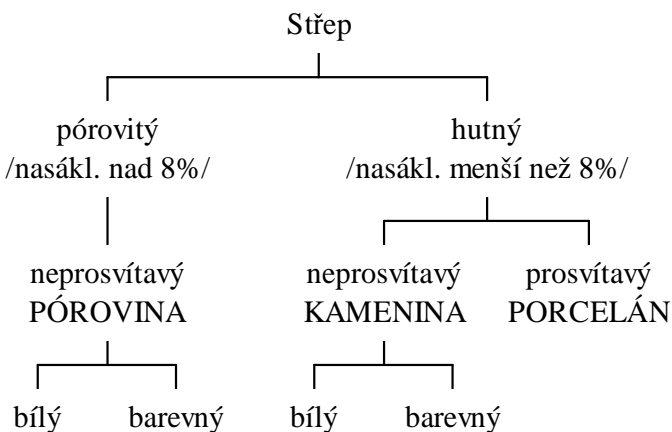 Střep
pórovitý hutný
/nasákl. nad 8%/ /nasákl. menší než 8%/
neprosvítavý neprosvítavý prosvítavý
PÓROVINA KAMENINA PORCELÁN
bílý barevný bílý barevný